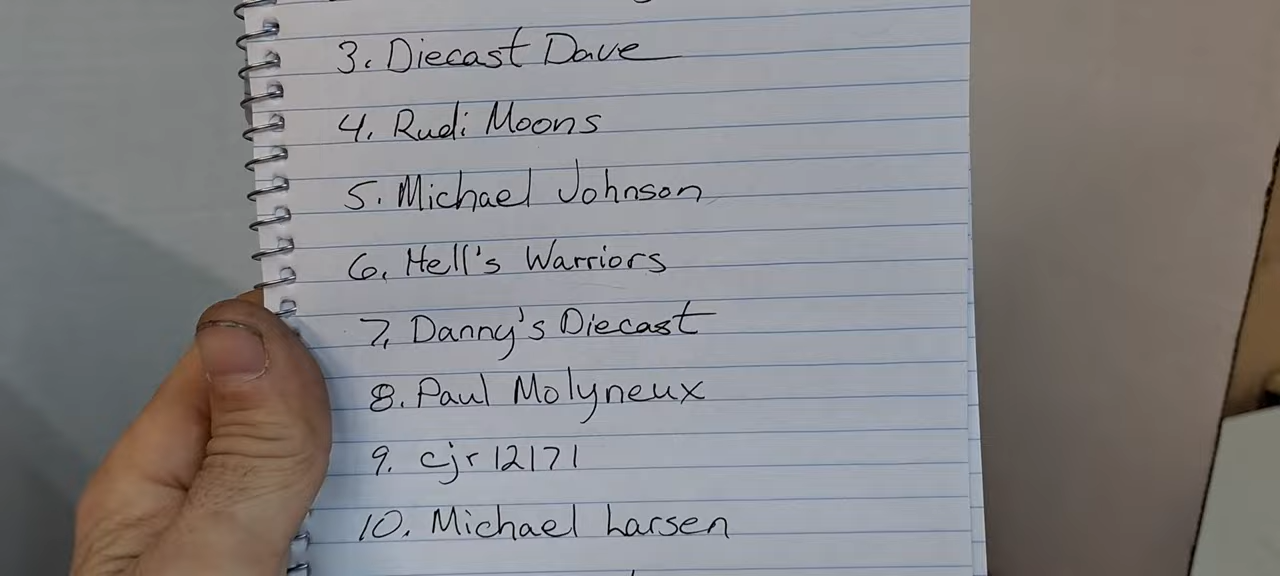 3. Diecast Dave
4. Rudi Moons
5. Michael Johnson
6. Hell's Warriors
7. Danny's Diecast
8. Paul Molyneux
9. cjr12171
10. Michael Larsen